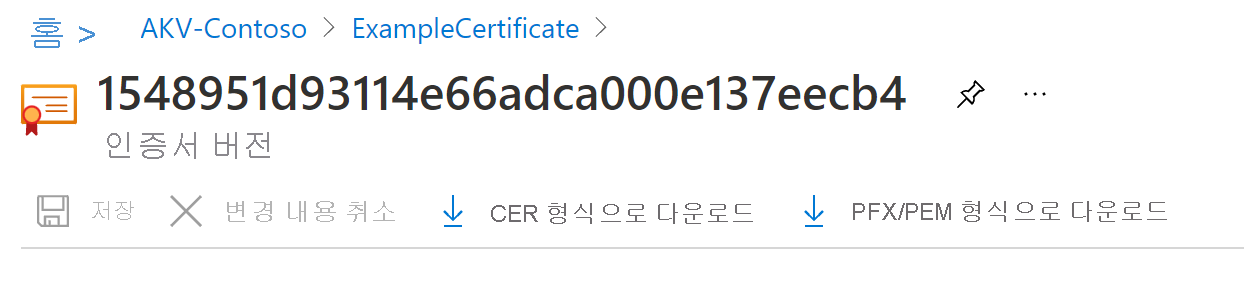 홈 > AKV-Contoso > ExampleCertificate >
1548951d93114e66adca000e137eecb4 ...
인증서 버전
저장 변경 내용 취소 CER 형식으로 다운로드 PFX/PEM 형식으로 다운로드